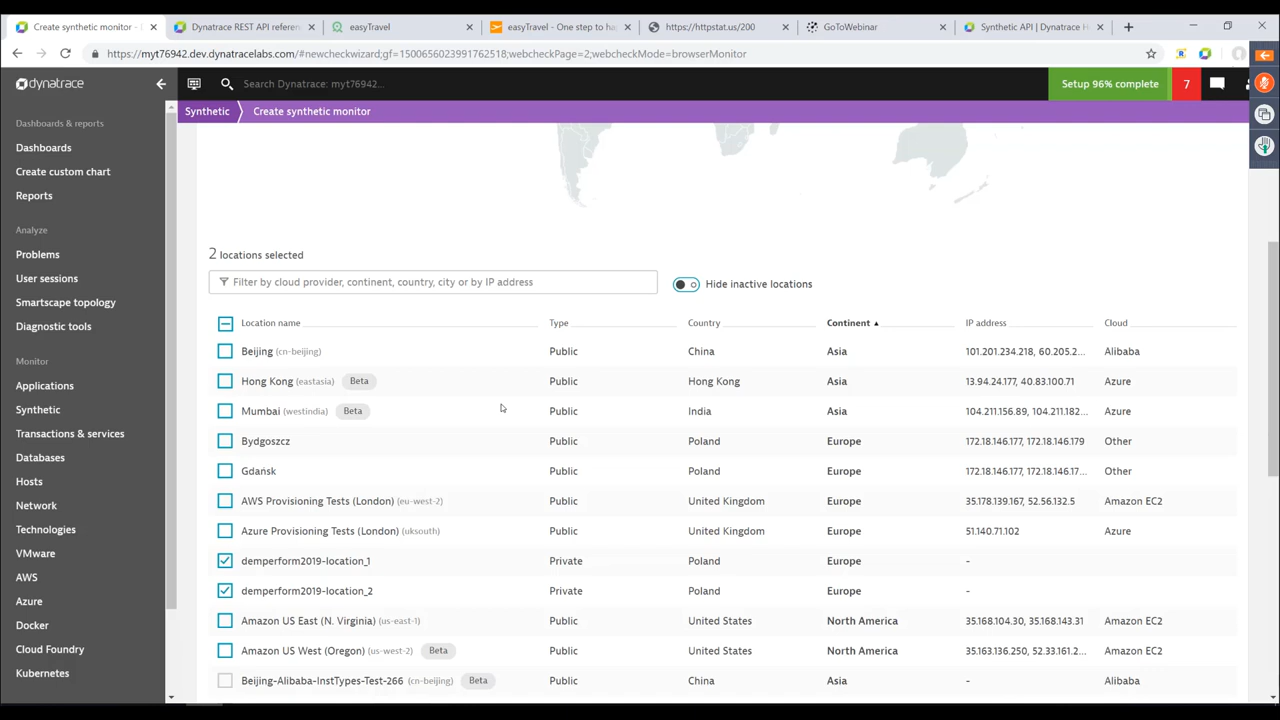 Create synthetic monitor -
Dynatrace REST API referen
easyTravel
easyTravel - One step to ha
https://httpstat.us/200
GoToWebinar
Synthetic API | Dynatrace H
https://myt76942.dev.dynatracelabs.com/#newcheckwizard;gf=1500656023991762518;webcheckPage=2;webcheckMode=browserMonitor
dynatrace
Search Dynatrace: myt76942...
Setup 96% complete
7
Synthetic
Create synthetic monitor
Dashboards & reports
Dashboards
Create custom chart
Reports
Analyze
Problems
User sessions
Smartscape topology
Diagnostic tools
Monitor
Applications
Synthetic
Transactions & services
Databases
Hosts
Network
Technologies
VMware
AWS
Azure
Docker
Cloud Foundry
Kubernetes
2 locations selected
Filter by cloud provider, continent, country, city or by IP address
Hide inactive locations
Location name Type Country Continent ▲ IP address Cloud
Beijing (cn-beijing) Public China Asia 101.201.234.218, 60.205.2... Alibaba
Hong Kong (eastasia) Beta Public Hong Kong Asia 13.94.24.177, 40.83.100.71 Azure
Mumbai (westindia) Beta Public India Asia 104.211.156.89, 104.211.182... Azure
Bydgoszcz Public Poland Europe 172.18.146.177, 172.18.146.179 Other
Gdańsk Public Poland Europe 172.18.146.177, 172.18.146.17... Other
AWS Provisioning Tests (London) (eu-west-2) Public United Kingdom Europe 35.178.139.167, 52.56.132.5 Amazon EC2
Azure Provisioning Tests (London) (uksouth) Public United Kingdom Europe 51.140.71.102 Azure
demperform2019-location_1 Private Poland Europe -
demperform2019-location_2 Private Poland Europe -
Amazon US East (N. Virginia) (us-east-1) Public United States North America 35.168.104.30, 35.168.143.31 Amazon EC2
Amazon US West (Oregon) (us-west-2) Beta Public United States North America 35.163.136.250, 52.33.161.2... Amazon EC2
Beijing-Alibaba-InstTypes-Test-266 (cn-beijing) Beta Public China Asia - Alibaba